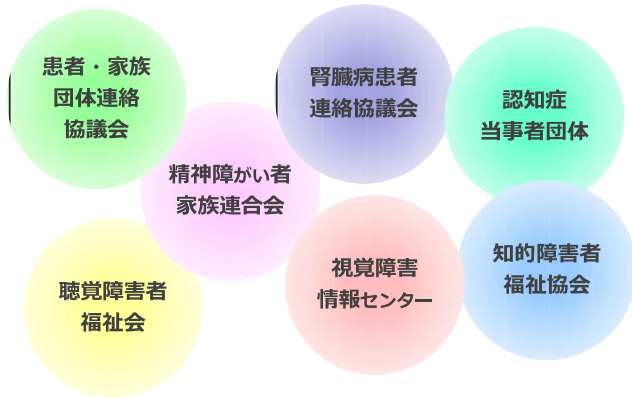 患者・家族
団体連絡
協議会
腎臓病患者
連絡協議会
認知症
当事者団体
精神障がい者
家族連合会
聴覚障害者
福祉会
視覚障害
情報センター
知的障害者
福祉協会